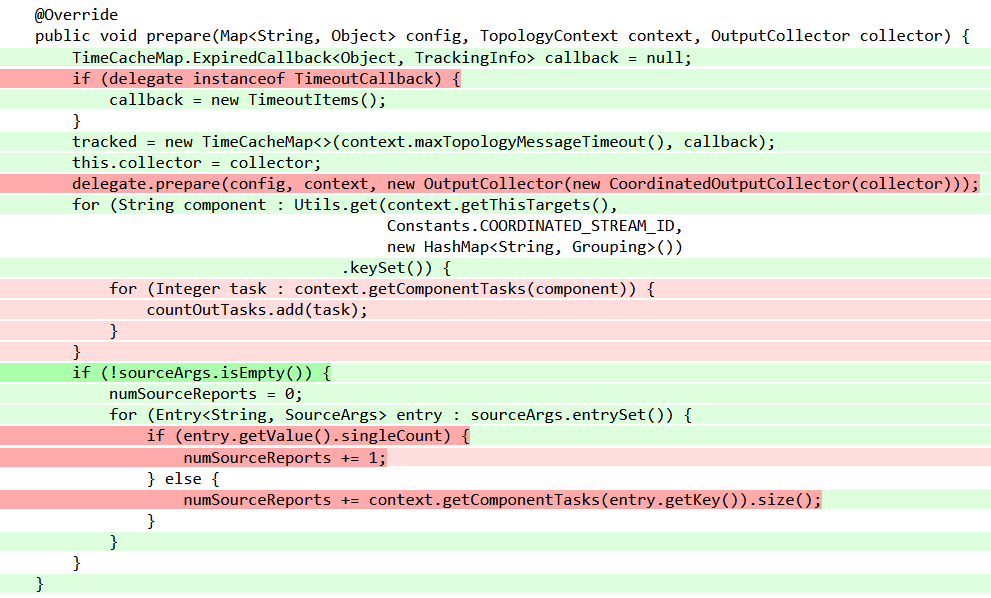 @Override
public void prepare(Map<String, Object> config, TopologyContext context, OutputCollector collector) {
    TimeCacheMap.ExpiredCallback<Object, TrackingInfo> callback = null;
    if (delegate instanceof TimeoutCallback) {
        callback = new TimeoutItems();
    }
    tracked = new TimeCacheMap<>(context.maxTopologyMessageTimeout(), callback);
    this.collector = collector;
    delegate.prepare(config, context, new OutputCollector(new CoordinatedOutputCollector(collector)));
    for (String component : Utils.get(context.getThisTargets(),
                                      Constants.COORDINATED_STREAM_ID,
                                      new HashMap<String, Grouping>())
                                 .keySet()) {
        for (Integer task : context.getComponentTasks(component)) {
            countOutTasks.add(task);
        }
    }
    if (!sourceArgs.isEmpty()) {
        numSourceReports = 0;
        for (Entry<String, SourceArgs> entry : sourceArgs.entrySet()) {
            if (entry.getValue().singleCount) {
                numSourceReports += 1;
            } else {
                numSourceReports += context.getComponentTasks(entry.getKey()).size();
            }
        }
    }
}